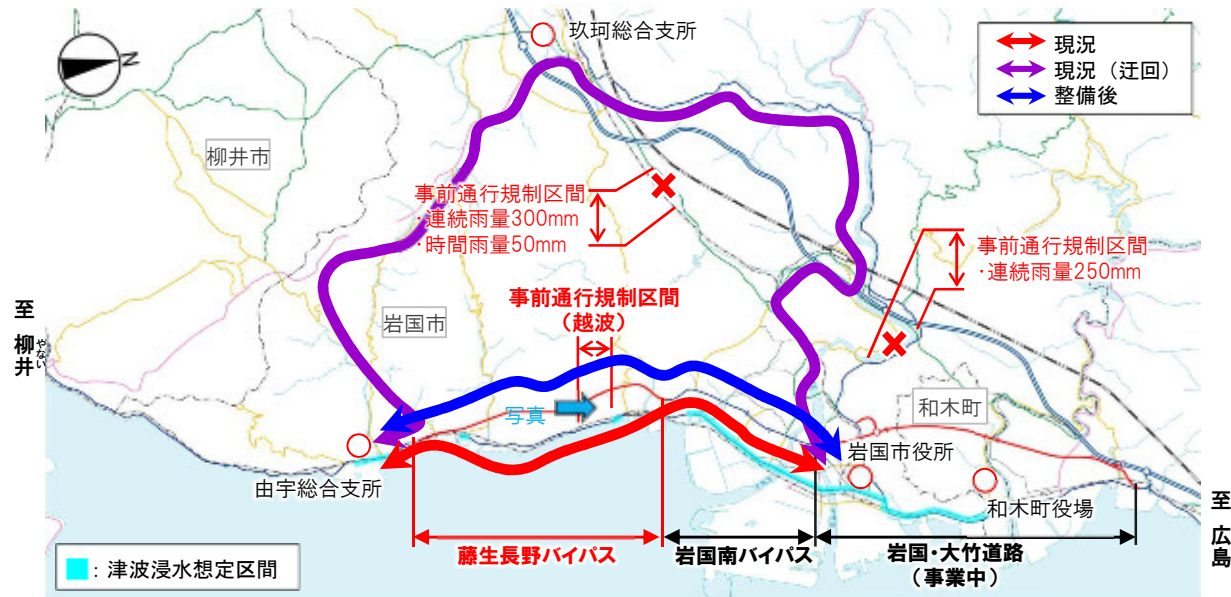 玖珂総合支所
現況
現況（迂回）
整備後
N
柳井市
事前通行規制区間
・連続雨量300mm
・時間雨量50mm
事前通行規制区間
・連続雨量250mm
事前通行規制区間
（越波）
岩国市
至 柳井
やない
写真
和木町
岩国市役所
由宇総合支所
和木町役場
至 広島
藤生長野バイパス
岩国南バイパス
岩国・大竹道路
（事業中）
：津波浸水想定区間